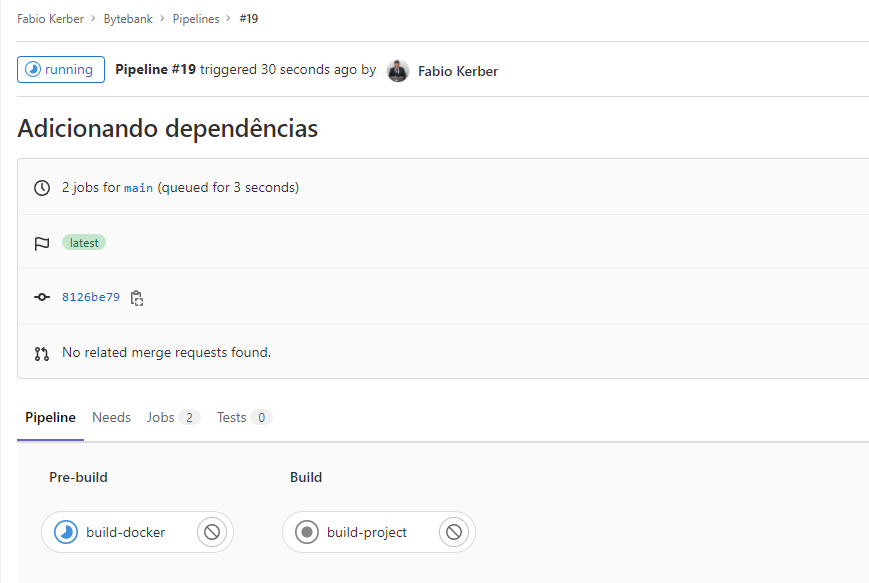 Fabio Kerber > Bytebank > Pipelines > #19
running Pipeline #19 triggered 30 seconds ago by Fabio Kerber
Adicionando dependências
2 jobs for main (queued for 3 seconds)
latest
8126be79
No related merge requests found.
Pipeline Needs Jobs 2 Tests 0
Pre-build Build
build-docker build-project